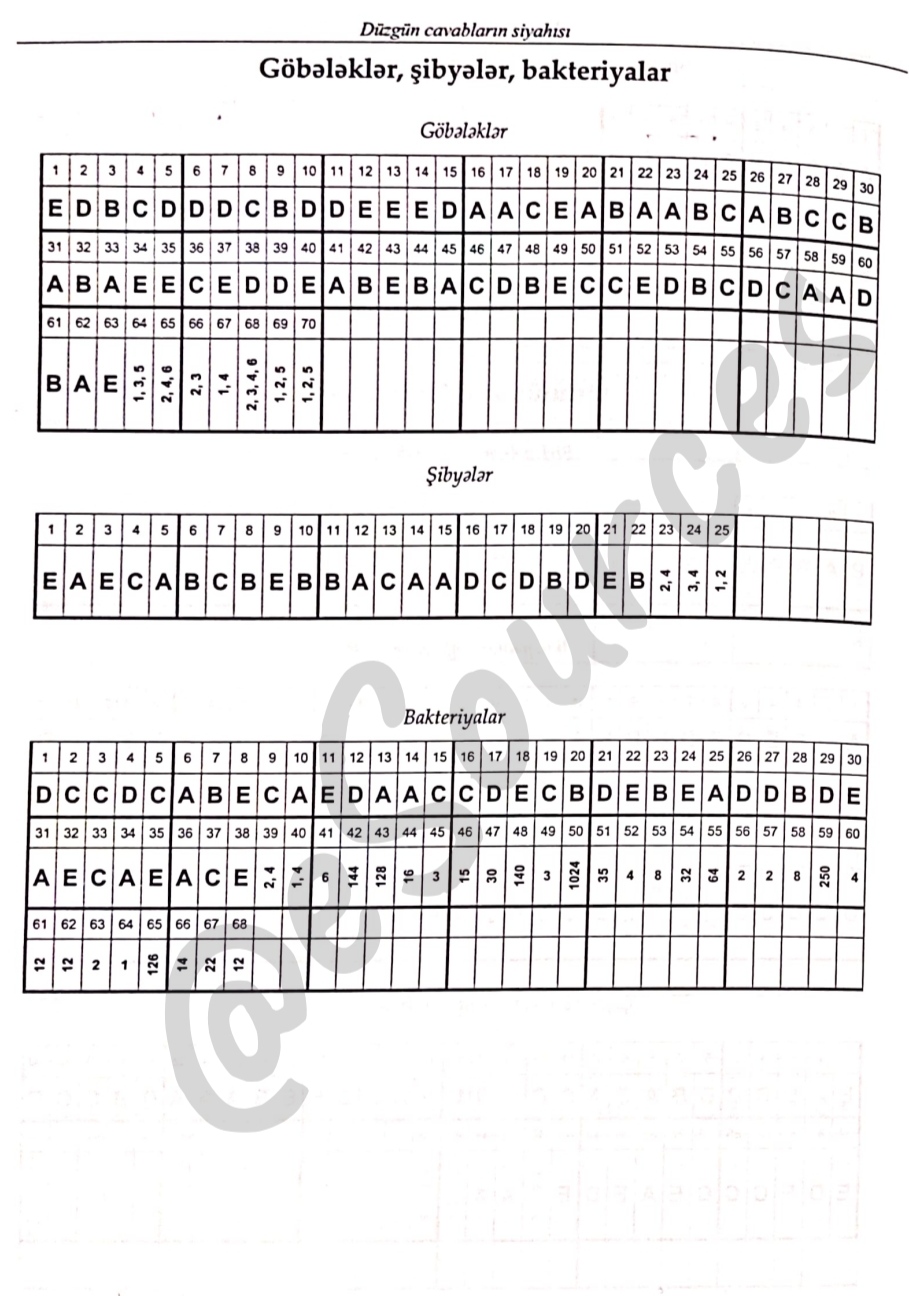 Düzgün cavabların siyahısı
Göbələklər, şibyələr, bakteriyalar
Göbələklər
1 2 3 4 5 6 7 8 9 10 11 12 13 14 15 16 17 18 19 20 21 22 23 24 25 26 27 28 29 30
E D B C D D D C B D D E E E D A A C E A B A A B C A B C C B
31 32 33 34 35 36 37 38 39 40 41 42 43 44 45 46 47 48 49 50 51 52 53 54 55 56 57 58 59 60
A B A E E C E D D E A B E B A C D B E C C E D B C D C A A D
61 62 63 64 65 66 67 68 69 70
B A E 1, 3, 5 2, 4, 6 2, 3 1, 4 2, 3, 4, 6 1, 2, 5 1, 2, 5
Şibyələr
1 2 3 4 5 6 7 8 9 10 11 12 13 14 15 16 17 18 19 20 21 22 23 24 25
E A E C A B C B E B B A C A A D C D B D E B 2, 4 3, 4 1, 2
Bakteriyalar
1 2 3 4 5 6 7 8 9 10 11 12 13 14 15 16 17 18 19 20 21 22 23 24 25 26 27 28 29 30
D C C D C A B E C A E D A A C C D E C B D E B E A D D B D E
31 32 33 34 35 36 37 38 39 40 41 42 43 44 45 46 47 48 49 50 51 52 53 54 55 56 57 58 59 60
A E C A E A C E 2, 4 1, 4 6 144 128 16 3 15 30 140 3 1024 35 4 8 32 64 2 2 8 250 4
61 62 63 64 65 66 67 68
12 12 2 1 126 14 22 12
@eSources